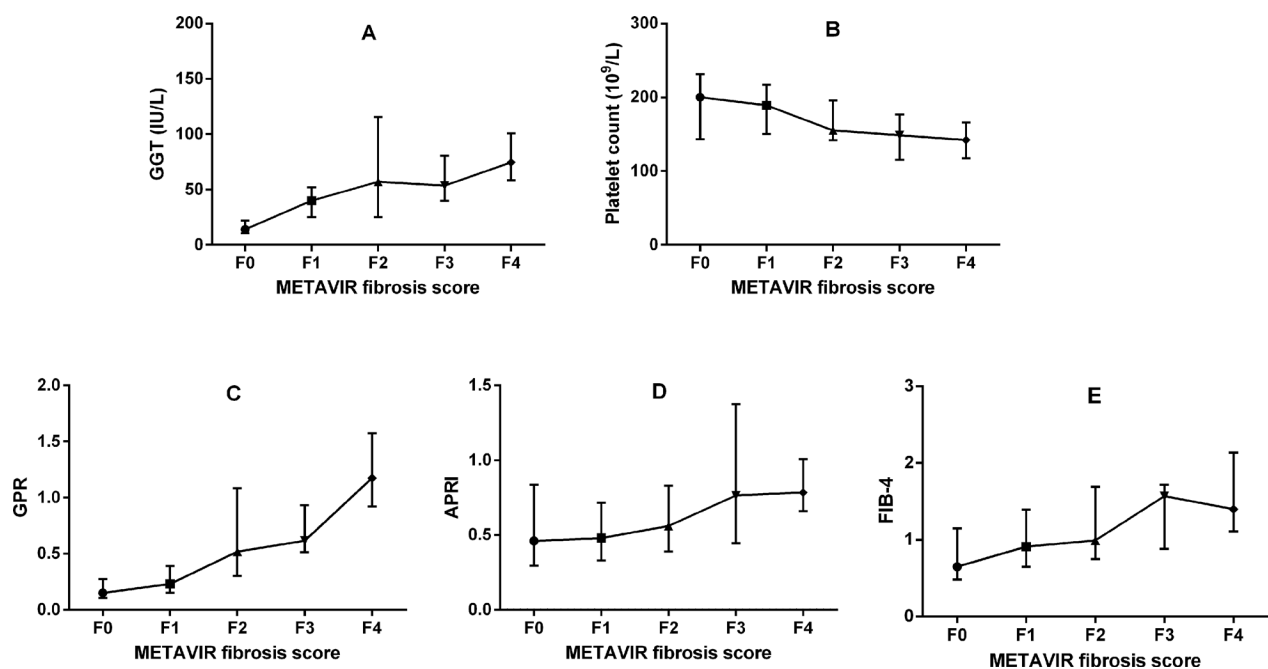 A
GGT (IU/L)
200
150
100
50
0
F0 F1 F2 F3 F4
METAVIR fibrosis score
B
Platelet count (10⁹/L)
300
200
100
0
F0 F1 F2 F3 F4
METAVIR fibrosis score
C
GPR
2.0
1.5
1.0
0.5
0.0
F0 F1 F2 F3 F4
METAVIR fibrosis score
D
APRI
1.5
1.0
0.5
0.0
F0 F1 F2 F3 F4
METAVIR fibrosis score
E
FIB-4
3
2
1
0
F0 F1 F2 F3 F4
METAVIR fibrosis score